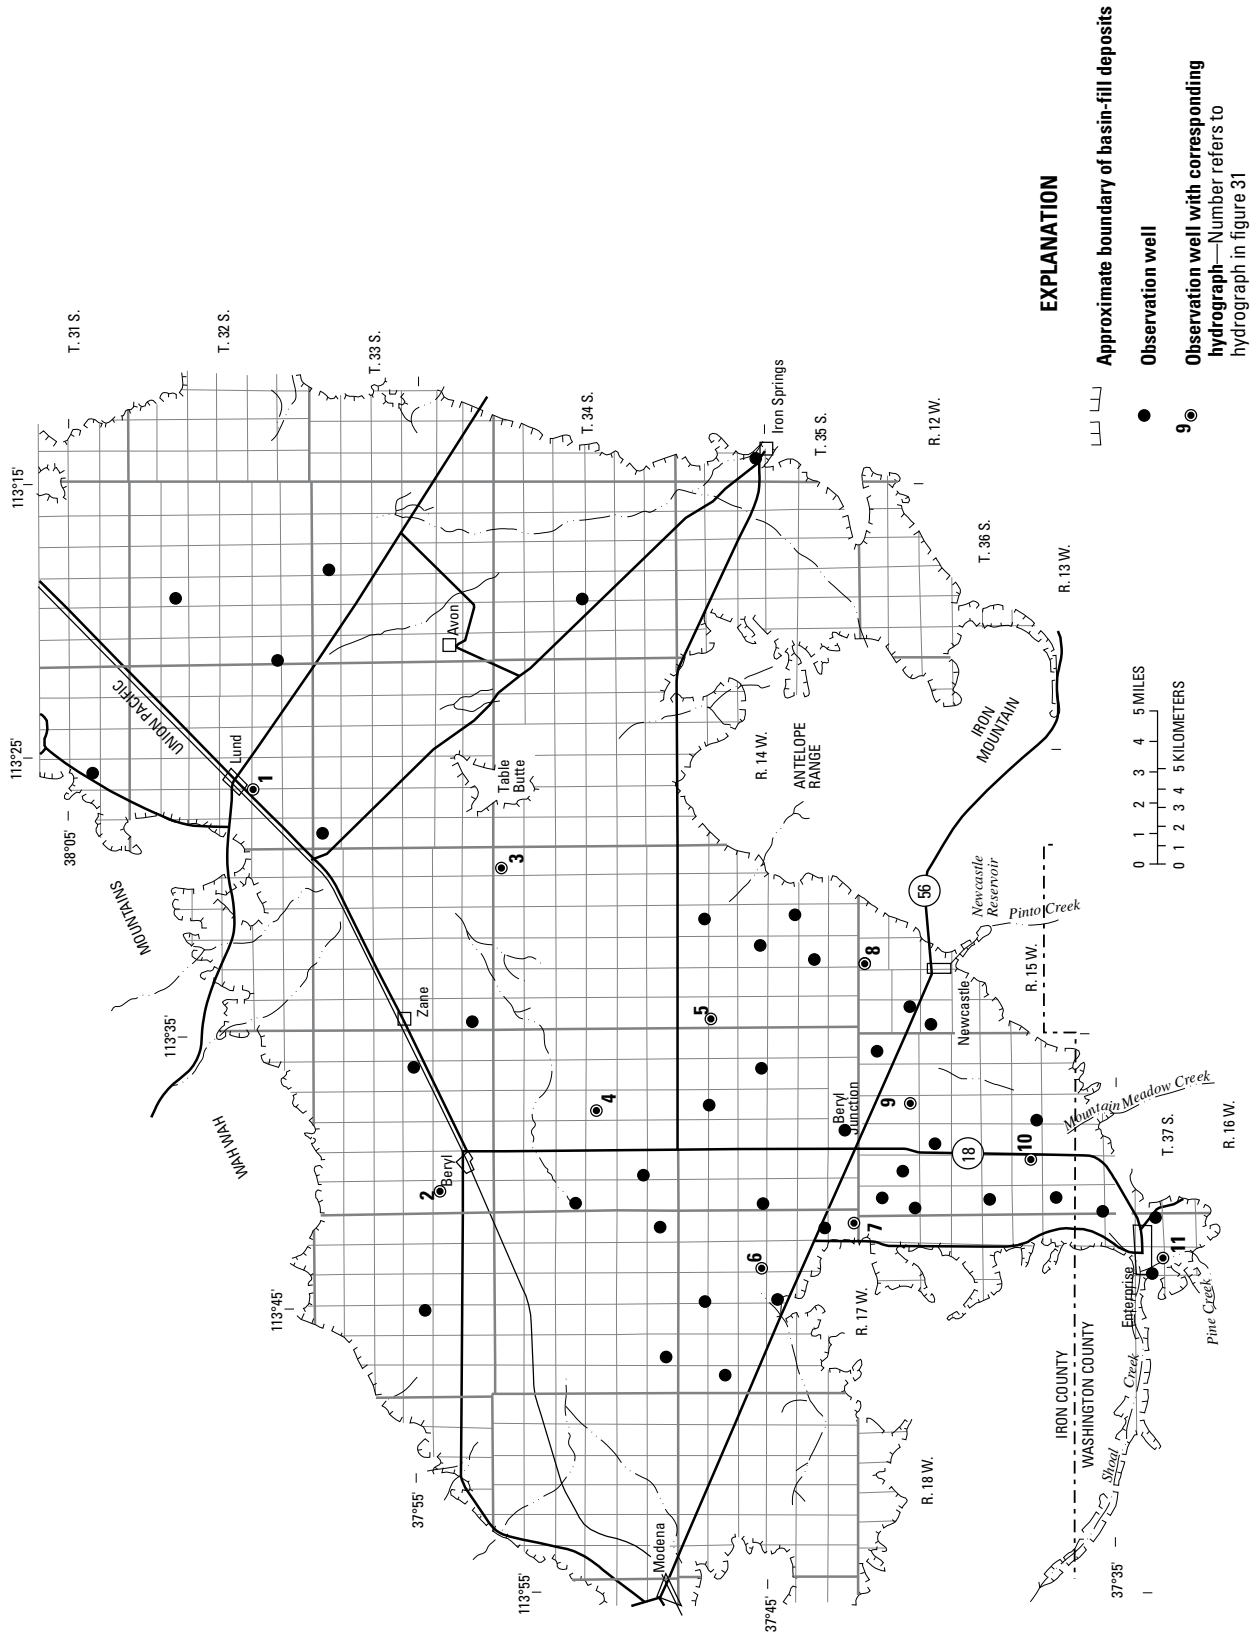 T. 31 S.
T. 32 S.
T. 33 S.
T. 34 S.
T. 35 S.
T. 36 S.
T. 37 S.
R. 12 W.
R. 13 W.
R. 14 W.
R. 15 W.
R. 16 W.
R. 17 W.
R. 18 W.
113°15'
113°25'
113°35'
113°45'
113°55'
38°05'
37°55'
37°45'
37°35'
WAH WAH
MOUNTAINS
UNION PACIFIC
Lund
Zane
Beryl
Avon
Table
Butte
Iron Springs
ANTELOPE
RANGE
IRON
MOUNTAIN
Newcastle
Reservoir
Pinto Creek
Newcastle
Beryl
Junction
Mountain Meadow Creek
Modena
Enterprise
Shoal
Creek
Pine Creek
IRON COUNTY
WASHINGTON COUNTY
56
18
1
2
3
4
5
6
7
8
9
10
11
0 1 2 3 4 5 MILES
0 1 2 3 4 5 KILOMETERS
EXPLANATION
Approximate boundary of basin-fill deposits
Observation well
9
Observation well with corresponding
hydrograph—Number refers to
hydrograph in figure 31